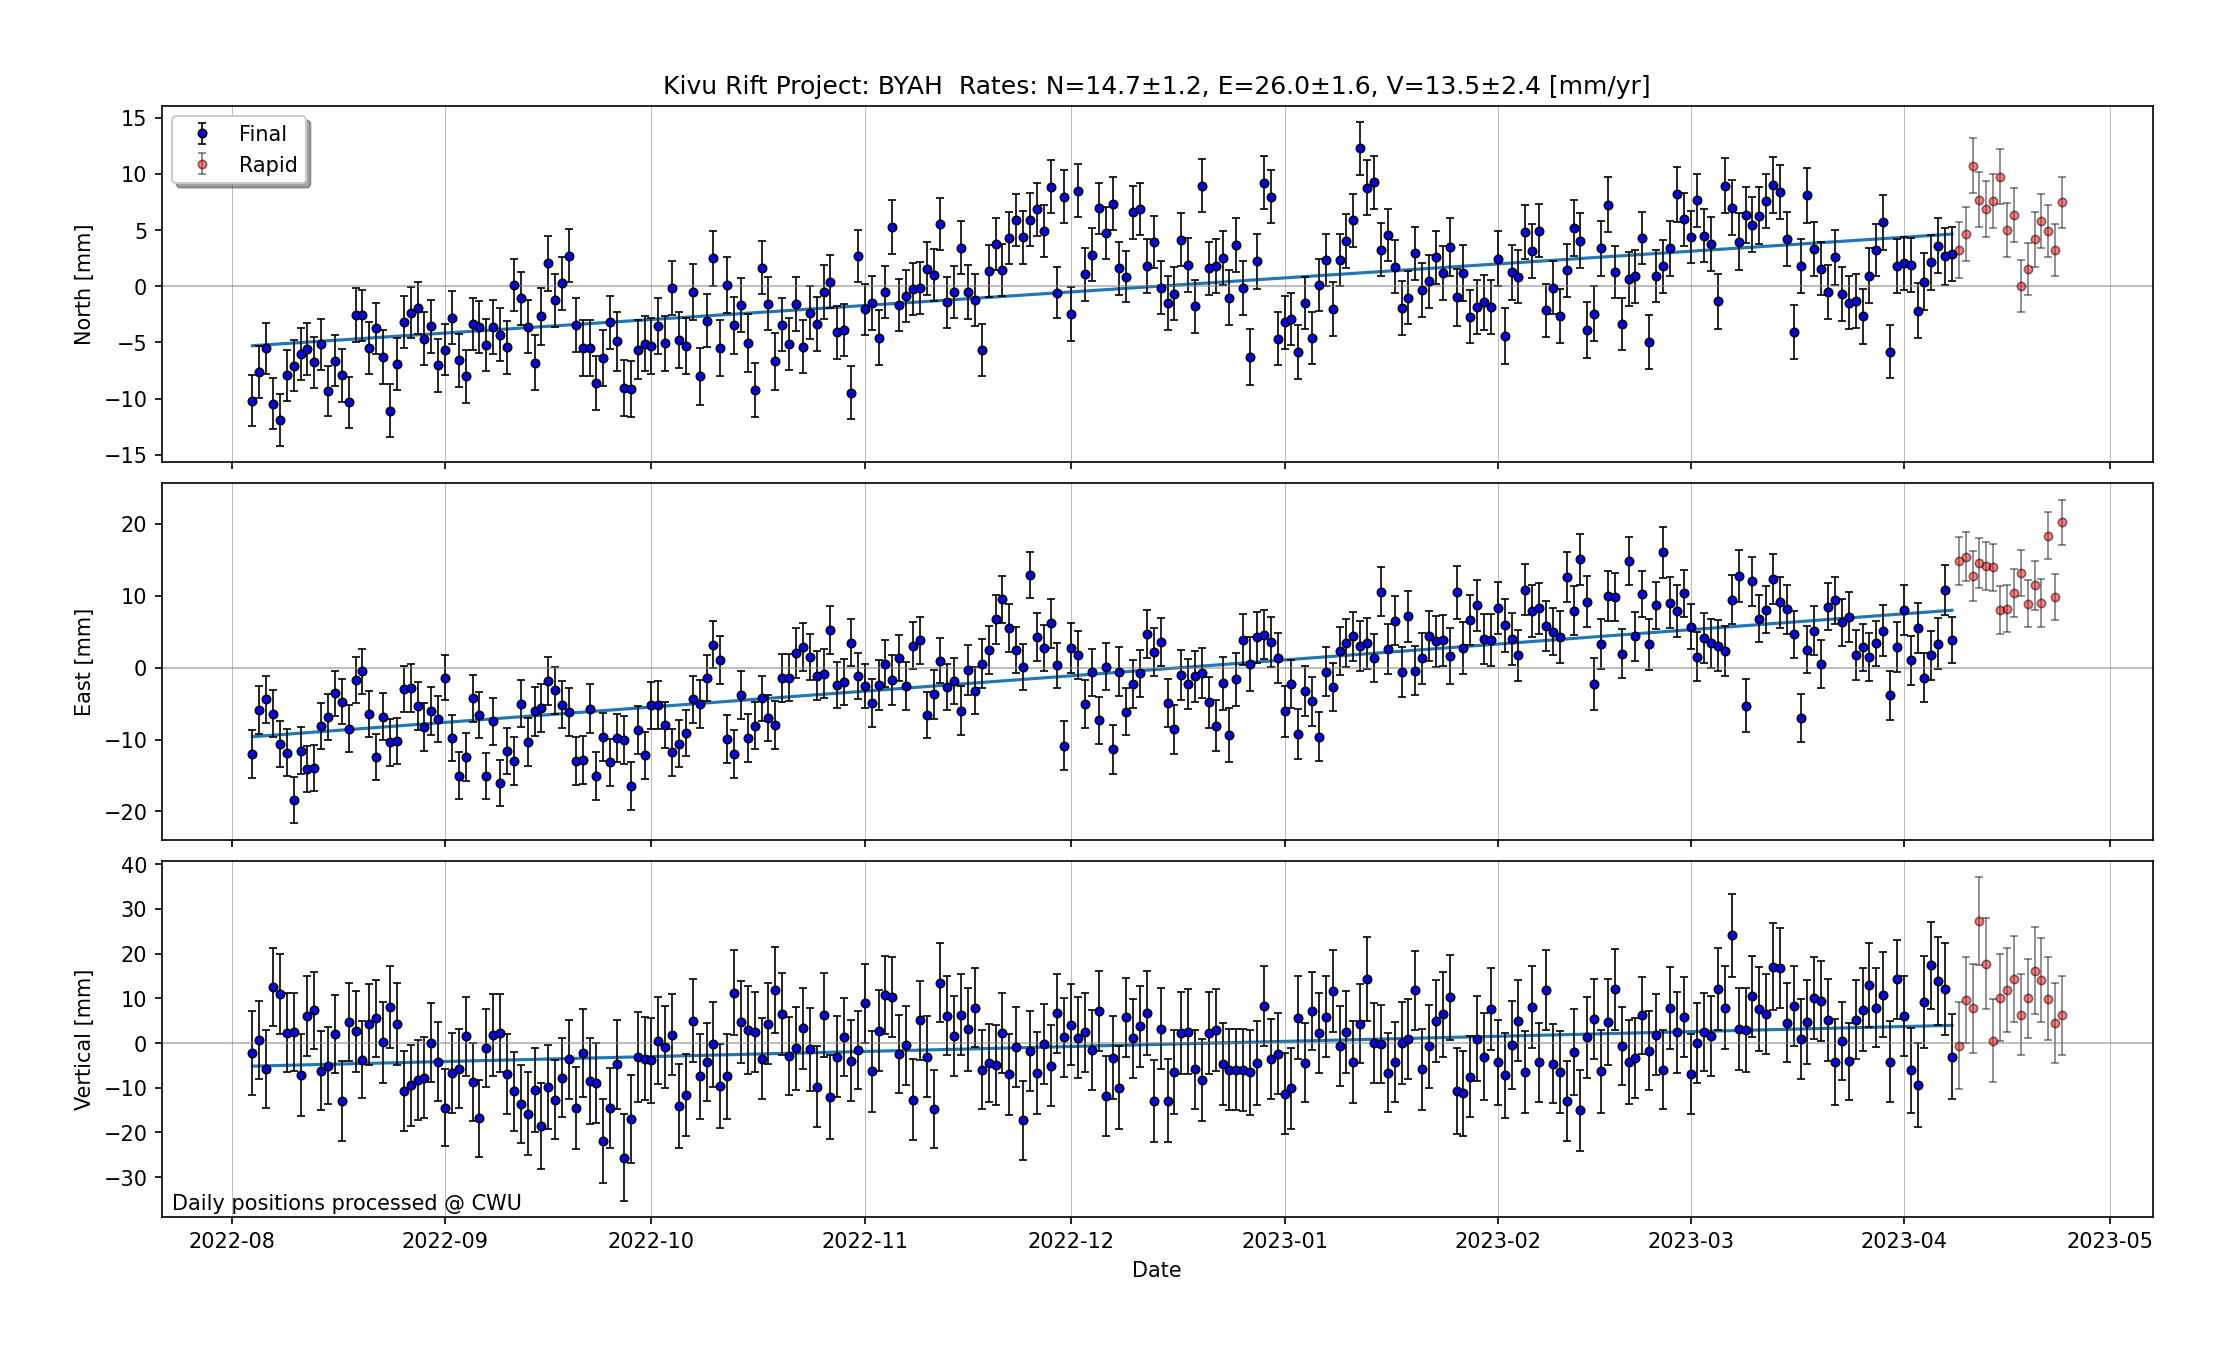 Kivu Rift Project: BYAH  Rates: N=14.7±1.2, E=26.0±1.6, V=13.5±2.4 [mm/yr]
Final
Rapid
North [mm]
15
10
5
0
−5
−10
−15
East [mm]
20
10
0
−10
−20
Vertical [mm]
40
30
20
10
0
−10
−20
−30
Daily positions processed @ CWU
2022-08 2022-09 2022-10 2022-11 2022-12 2023-01 2023-02 2023-03 2023-04 2023-05
Date